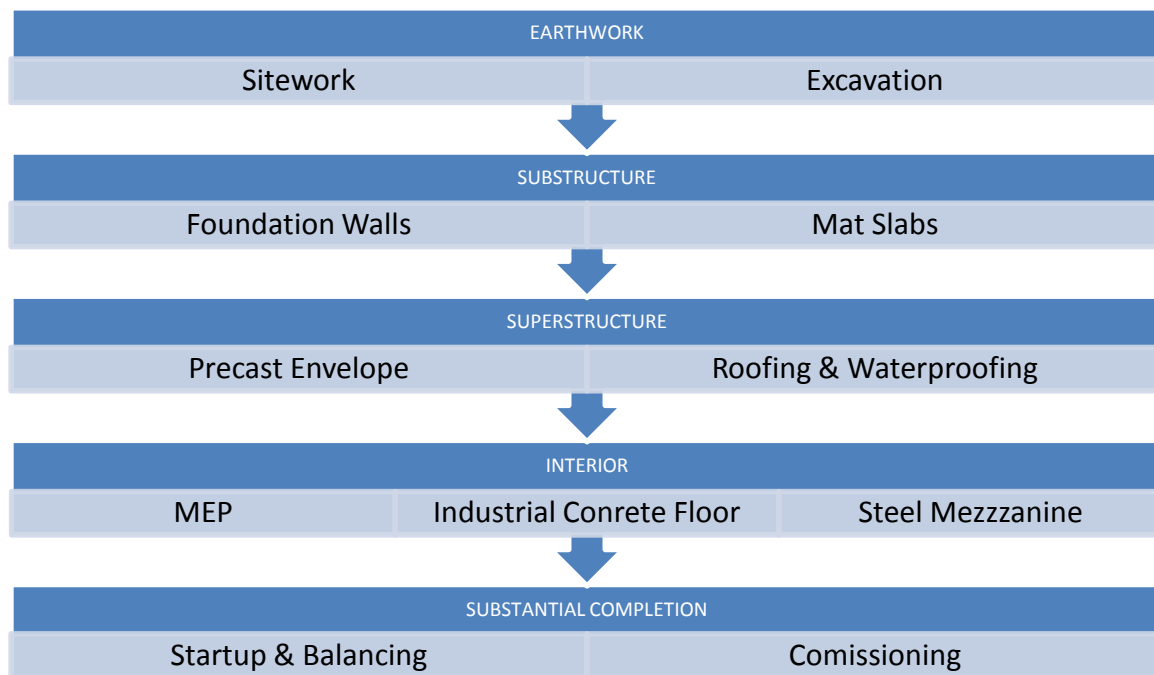 EARTHWORK
Sitework Excavation
SUBSTRUCTURE
Foundation Walls Mat Slabs
SUPERSTRUCTURE
Precast Envelope Roofing & Waterproofing
INTERIOR
MEP Industrial Conrete Floor Steel Mezzzanine
SUBSTANTIAL COMPLETION
Startup & Balancing Comissioning